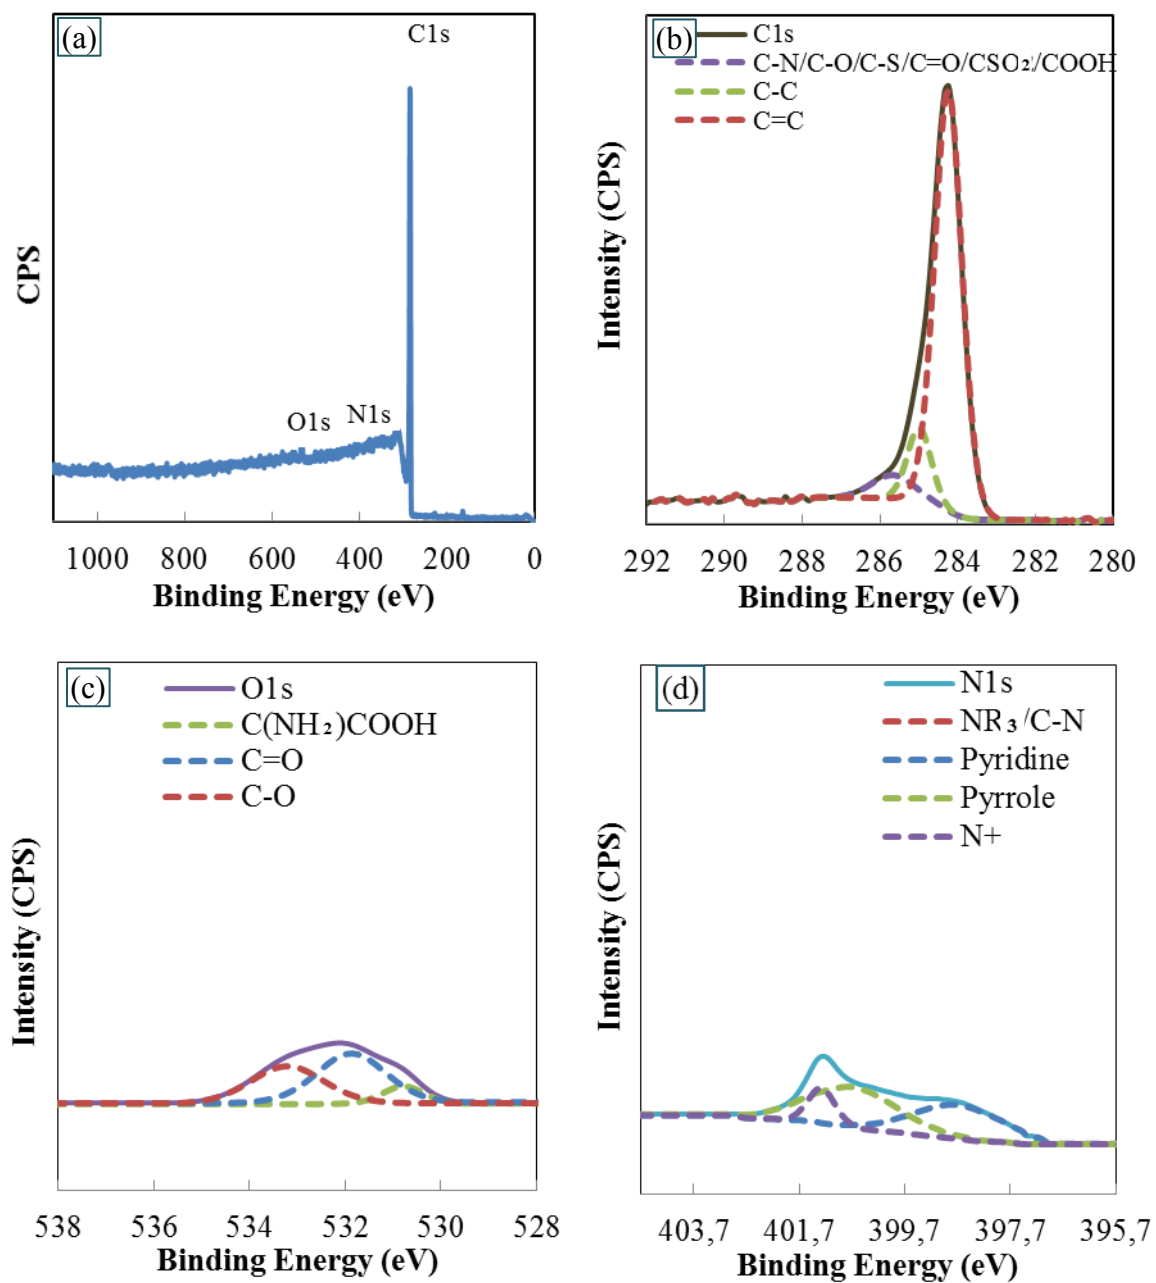 (a)
C1s
O1s
N1s
CPS
1000 800 600 400 200 0
Binding Energy (eV)
(b)
C1s
C-N/C-O/C-S/C=O/CSO₂/COOH
C-C
C=C
Intensity (CPS)
292 290 288 286 284 282 280
Binding Energy (eV)
(c)
O1s
C(NH₂)COOH
C=O
C-O
Intensity (CPS)
538 536 534 532 530 528
Binding Energy (eV)
(d)
N1s
NR₃/C-N
Pyridine
Pyrrole
N+
Intensity (CPS)
403,7 401,7 399,7 397,7 395,7
Binding Energy (eV)